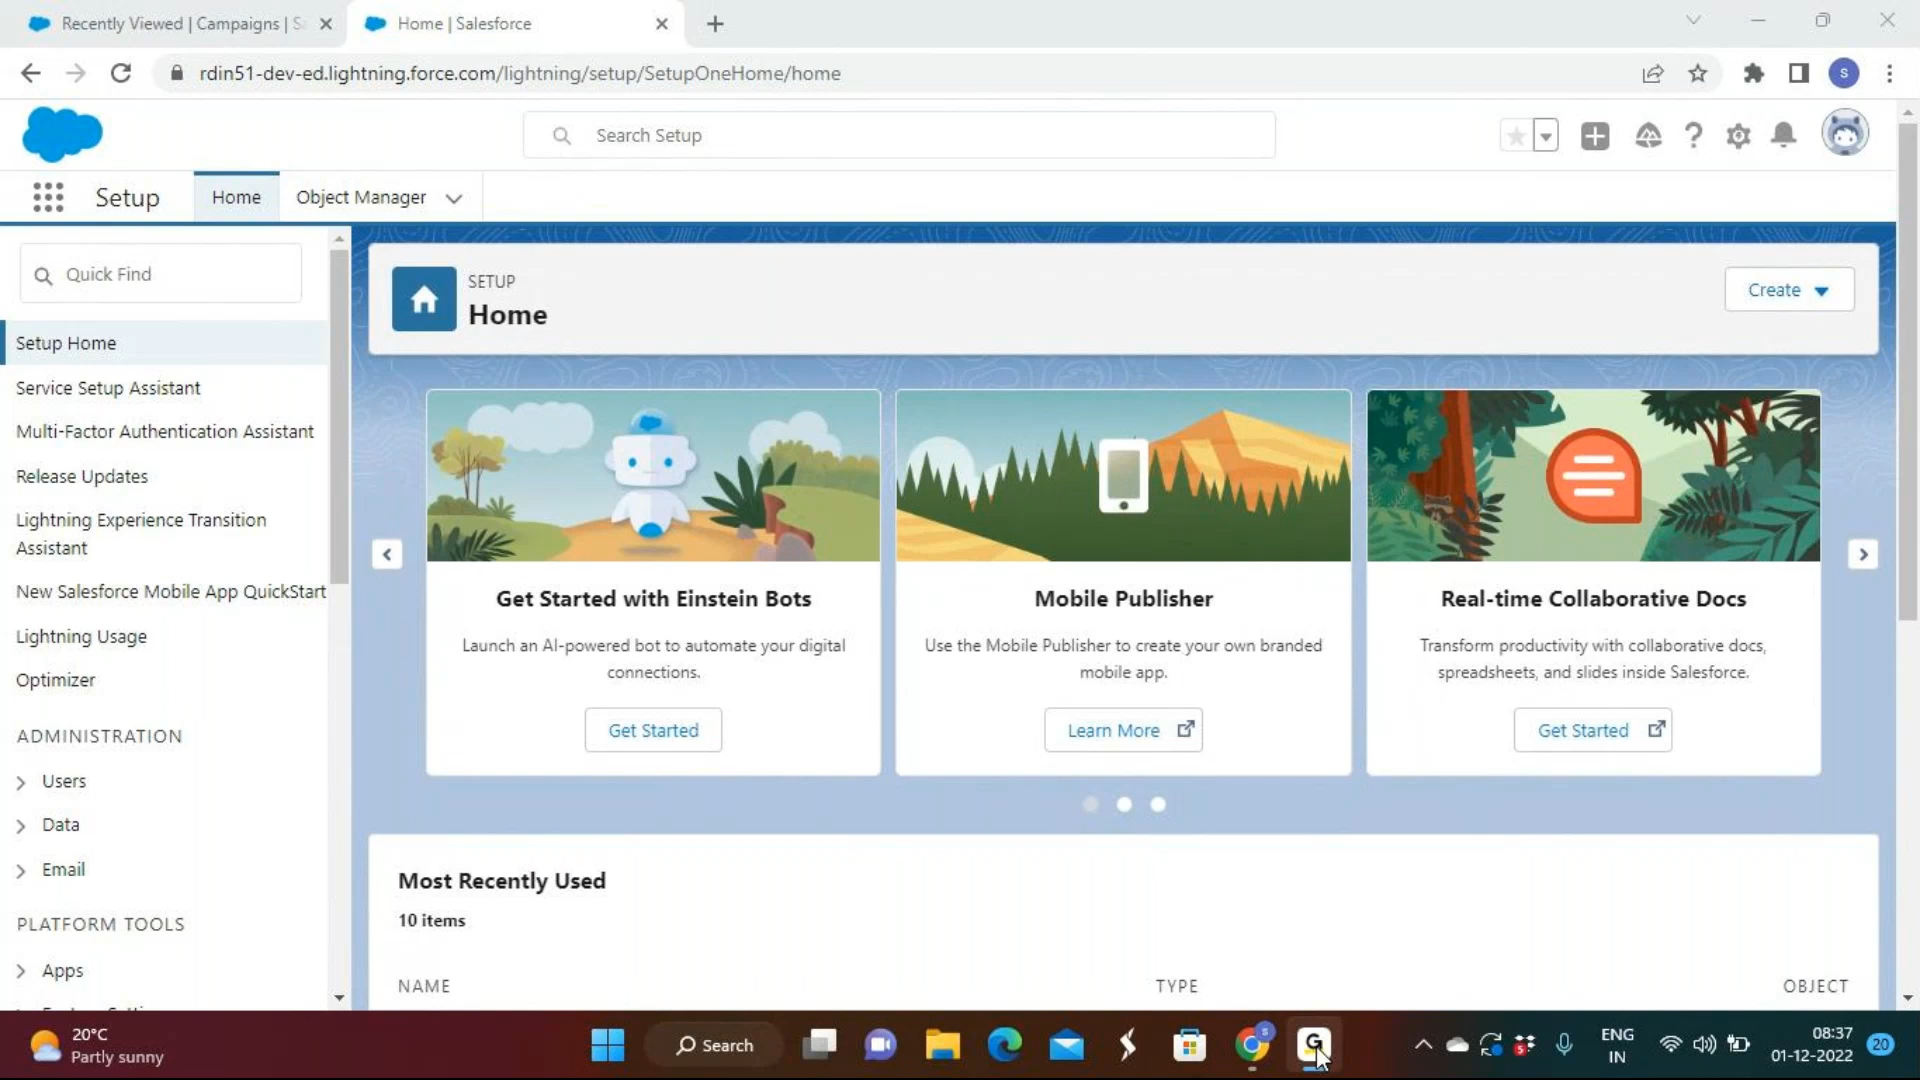 Recently Viewed | Campaigns | S
Home | Salesforce
rdin51-dev-ed.lightning.force.com/lightning/setup/SetupOneHome/home
S
Search Setup
Setup
Home
Object Manager
Quick Find
Setup Home
Service Setup Assistant
Multi-Factor Authentication Assistant
Release Updates
Lightning Experience Transition
Assistant
New Salesforce Mobile App QuickStart
Lightning Usage
Optimizer
ADMINISTRATION
Users
Data
Email
PLATFORM TOOLS
Apps
SETUP
Home
Create
Get Started with Einstein Bots
Launch an AI-powered bot to automate your digital
connections.
Get Started
Mobile Publisher
Use the Mobile Publisher to create your own branded
mobile app.
Learn More
Real-time Collaborative Docs
Transform productivity with collaborative docs,
spreadsheets, and slides inside Salesforce.
Get Started
Most Recently Used
10 items
NAME
TYPE
OBJECT
20°C
Partly sunny
Search
S
G
ENG
IN
08:37
01-12-2022
20